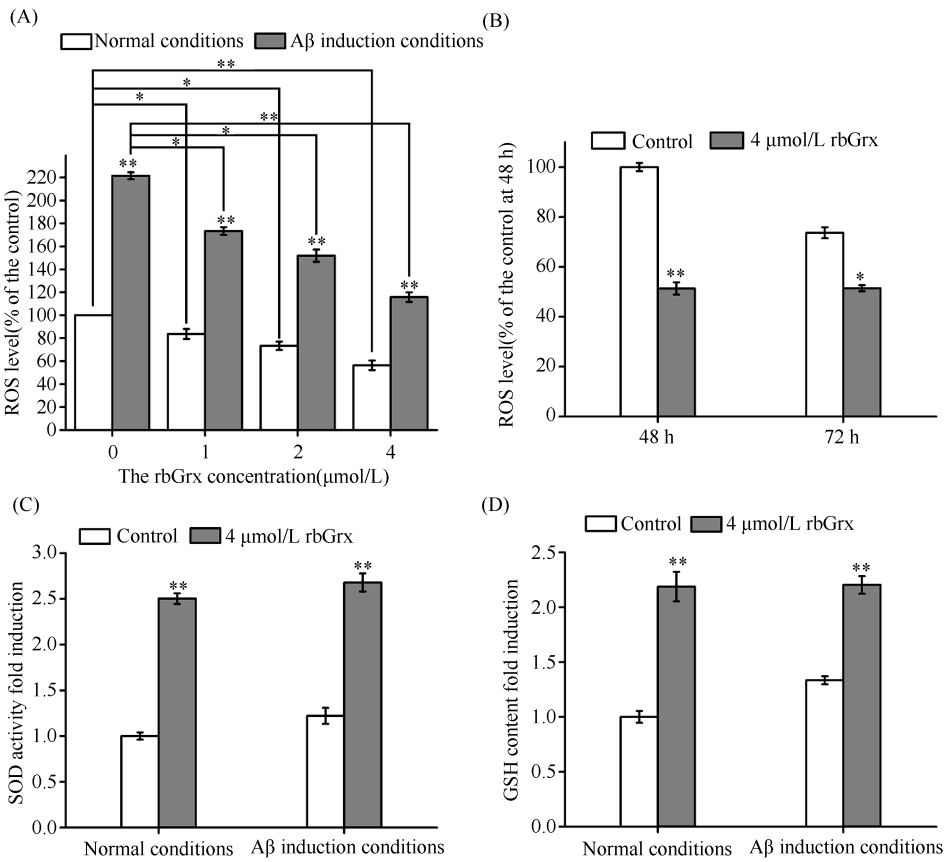 (A)
Normal conditions Aβ induction conditions
**
*
*
**
*
*
**
**
**
**
ROS level(% of the control)
220
200
180
160
140
120
100
80
60
40
20
0
0 1 2 4
The rbGrx concentration(μmol/L)
(B)
Control 4 μmol/L rbGrx
ROS level(% of the control at 48 h)
100
80
60
40
20
0
**
*
48 h 72 h
(C)
Control 4 μmol/L rbGrx
SOD activity fold induction
3.0
2.5
2.0
1.5
1.0
0.5
0.0
**
**
Normal conditions Aβ induction conditions
(D)
Control 4 μmol/L rbGrx
GSH content fold induction
2.5
2.0
1.5
1.0
0.5
0.0
**
**
Normal conditions Aβ induction conditions